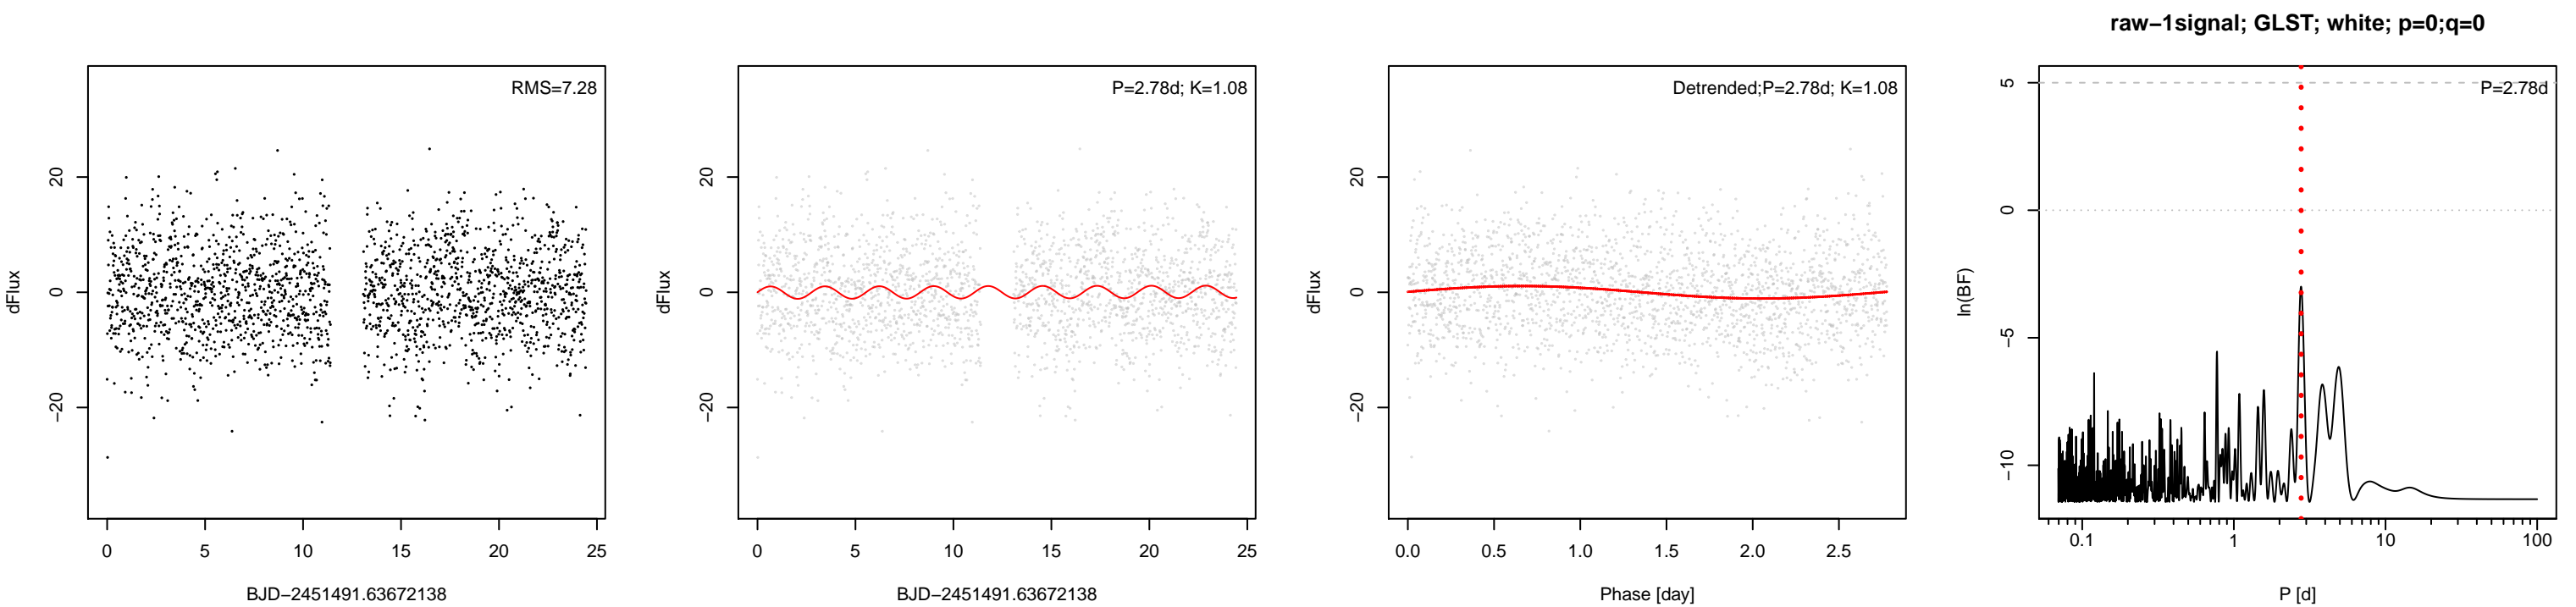 raw−1signal; GLST; white; p=0;q=0
RMS=7.28
dFlux
20
0
−20
0 5 10 15 20 25
BJD−2451491.63672138
P=2.78d; K=1.08
dFlux
20
0
−20
0 5 10 15 20 25
BJD−2451491.63672138
Detrended;P=2.78d; K=1.08
dFlux
20
0
−20
0.0 0.5 1.0 1.5 2.0 2.5
Phase [day]
P=2.78d
ln(BF)
5
0
−5
−10
0.1 1 10 100
P [d]